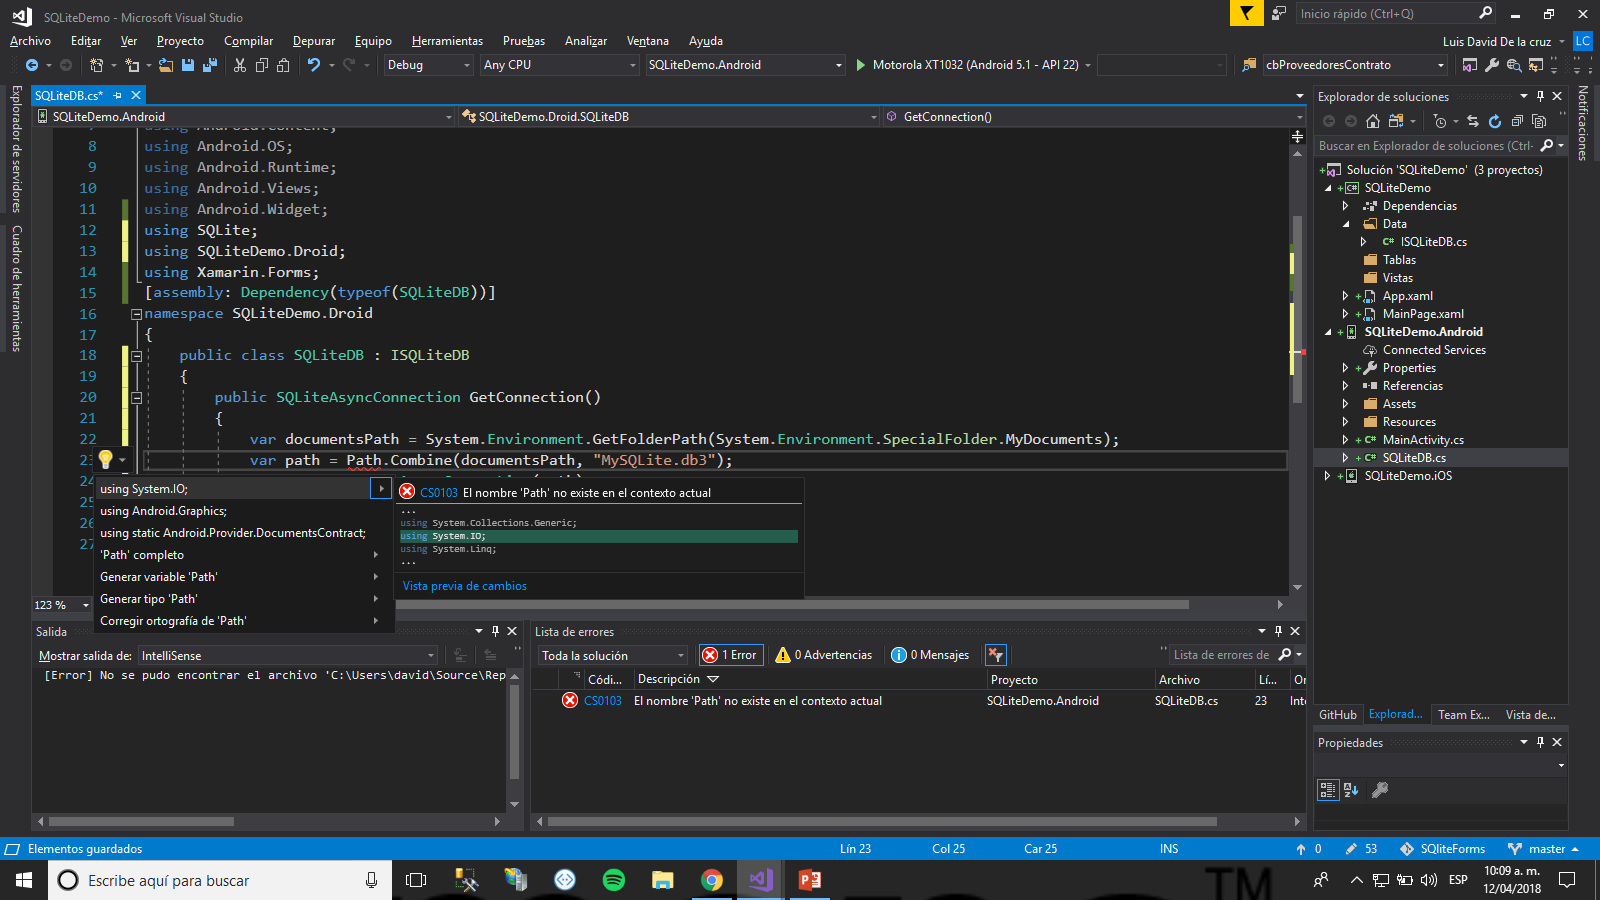 SQLiteDemo - Microsoft Visual Studio
Inicio rápido (Ctrl+Q)
Archivo Editar Ver Proyecto Compilar Depurar Equipo Herramientas Pruebas Analizar Ventana Ayuda
Luis David De la cruz LC
Debug Any CPU SQLiteDemo.Android Motorola XT1032 (Android 5.1 - API 22) cbProveedoresContrato
Explorador de servidores
Cuadro de herramientas
SQLiteDB.cs*
SQLiteDemo.Android SQLiteDemo.Droid.SQLiteDB GetConnection()
7 using Android.Content;
8 using Android.OS;
9 using Android.Runtime;
10 using Android.Views;
11 using Android.Widget;
12 using SQLite;
13 using SQLiteDemo.Droid;
14 using Xamarin.Forms;
15 [assembly: Dependency(typeof(SQLiteDB))]
16 namespace SQLiteDemo.Droid
17 {
18 public class SQLiteDB : ISQLiteDB
19 {
20 public SQLiteAsyncConnection GetConnection()
21 {
22 var documentsPath = System.Environment.GetFolderPath(System.Environment.SpecialFolder.MyDocuments);
23 var path = Path.Combine(documentsPath, "MySQLite.db3");
24
25
26
27
using System.IO;
using Android.Graphics;
using static Android.Provider.DocumentsContract;
'Path' completo
Generar variable 'Path'
Generar tipo 'Path'
Corregir ortografía de 'Path'
CS0103 El nombre 'Path' no existe en el contexto actual
...
using System.Collections.Generic;
using System.IO;
using System.Linq;
...
Vista previa de cambios
123 %
Salida
Mostrar salida de: IntelliSense
[Error] No se pudo encontrar el archivo 'C:\Users\david\Source\Rep
Lista de errores
Toda la solución 1 Error 0 Advertencias 0 Mensajes Lista de errores de
Códi... Descripción Proyecto Archivo Lí... Or
CS0103 El nombre 'Path' no existe en el contexto actual SQLiteDemo.Android SQLiteDB.cs 23 Inte
Explorador de soluciones
Buscar en Explorador de soluciones (Ctrl-
Solución 'SQLiteDemo' (3 proyectos)
SQLiteDemo
Dependencias
Data
ISQLiteDB.cs
Tablas
Vistas
App.xaml
MainPage.xaml
SQLiteDemo.Android
Connected Services
Properties
Referencias
Assets
Resources
MainActivity.cs
SQLiteDB.cs
SQLiteDemo.iOS
GitHub Explorad... Team Ex... Vista de...
Propiedades
Notificaciones
Elementos guardados Lín 23 Col 25 Car 25 INS 0 53 SQliteForms master
Escribe aquí para buscar
TM
ESP
10:09 a. m.
12/04/2018